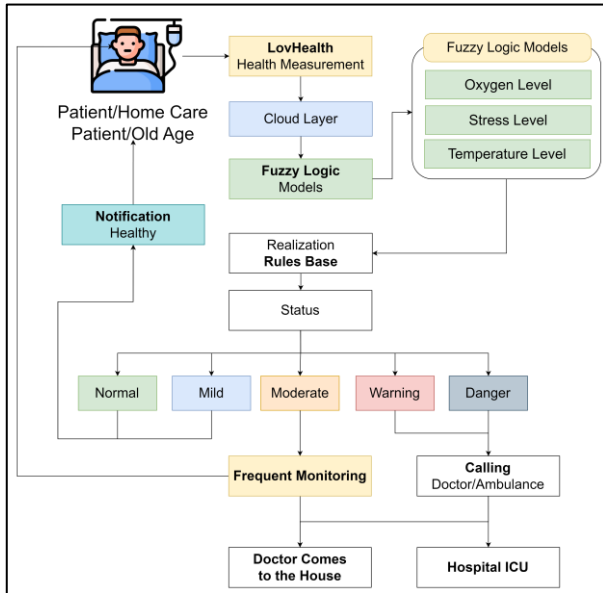 LovHealth
Health Measurement
Fuzzy Logic Models
Oxygen Level
Stress Level
Temperature Level
Patient/Home Care
Patient/Old Age
Cloud Layer
Fuzzy Logic
Models
Notification
Healthy
Realization
Rules Base
Status
Normal
Mild
Moderate
Warning
Danger
Frequent Monitoring
Calling
Doctor/Ambulance
Doctor Comes
to the House
Hospital ICU